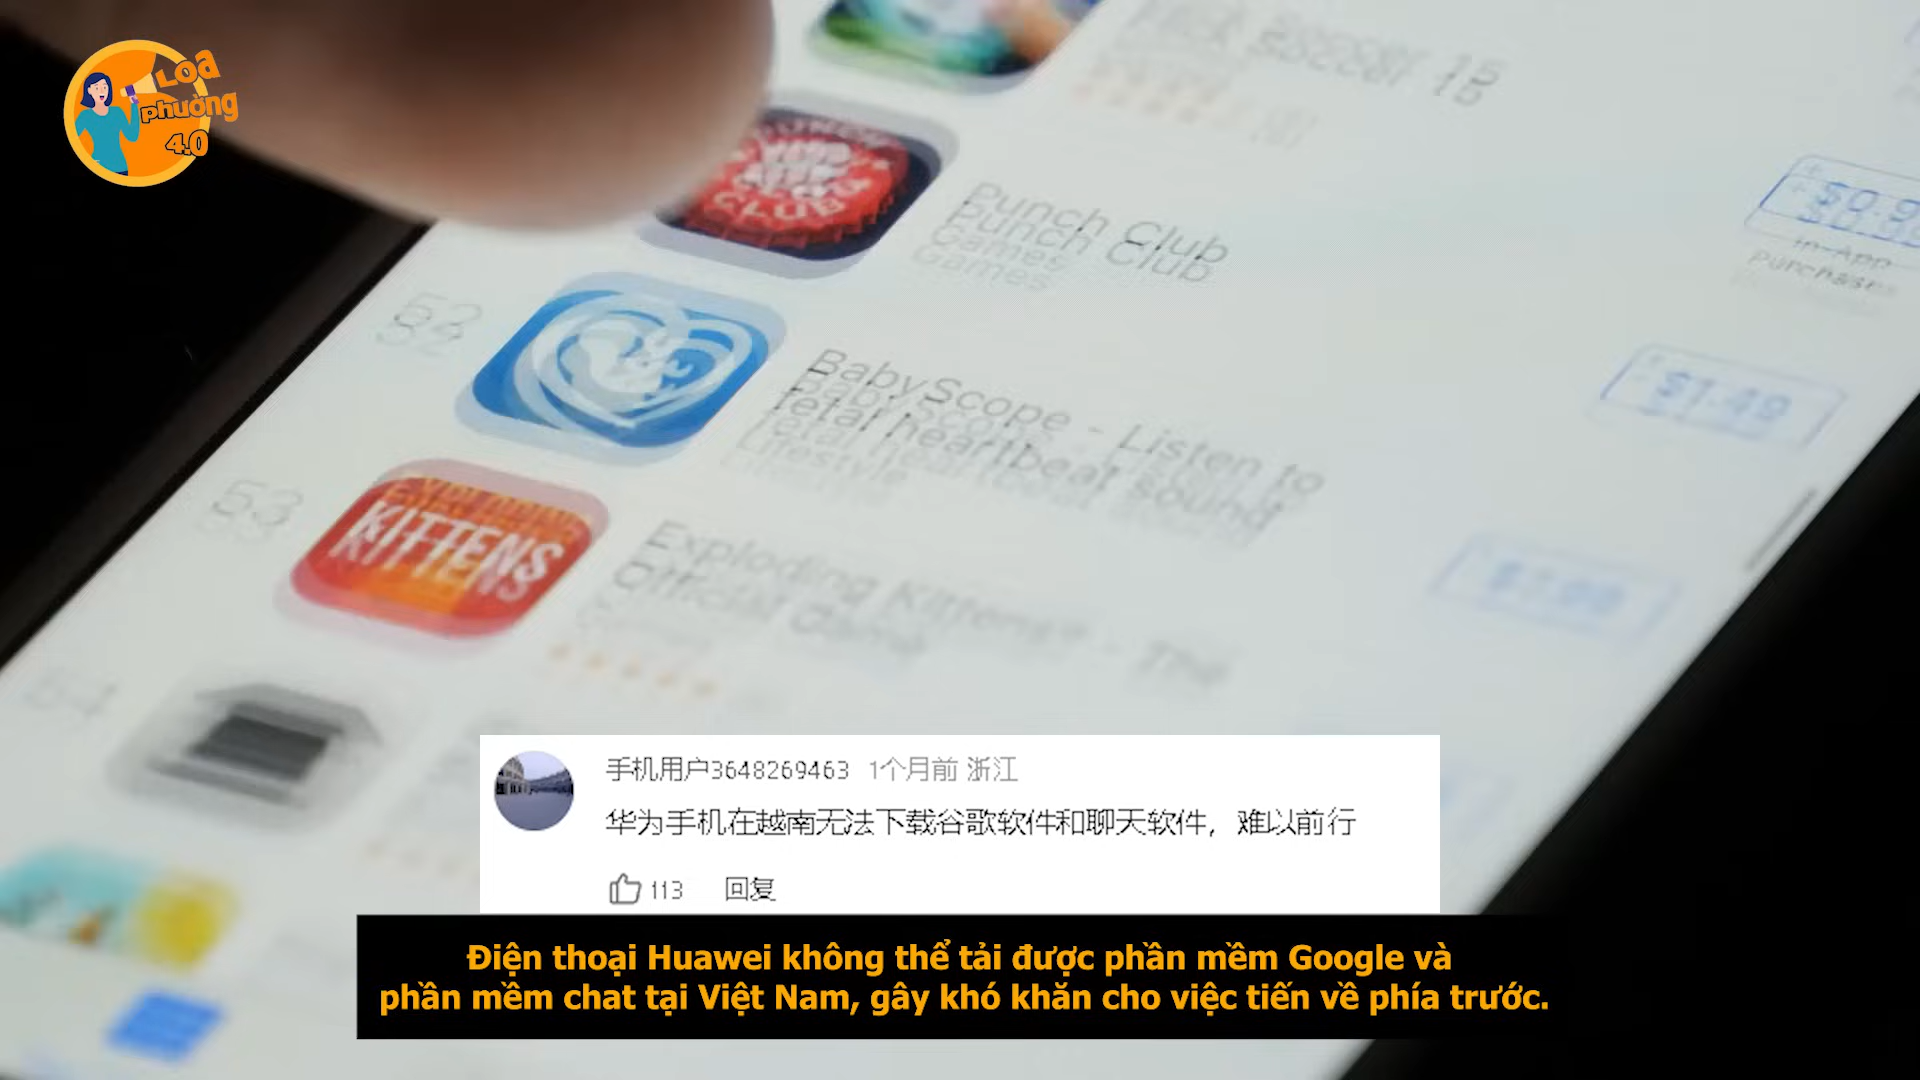 Loa
phường
4.0
CLUB
Punch Club
Games
In-App
Purchases
52
BabyScope - Listen to
fetal heartbeat sound
Lifestyle
$1.49
53
KITTENS
Exploding Kittens® - The
Official Game
54
手机用户3648269463 1个月前 浙江
华为手机在越南无法下载谷歌软件和聊天软件，难以前行
113 回复
Điện thoại Huawei không thể tải được phần mềm Google và
phần mềm chat tại Việt Nam, gây khó khăn cho việc tiến về phía trước.